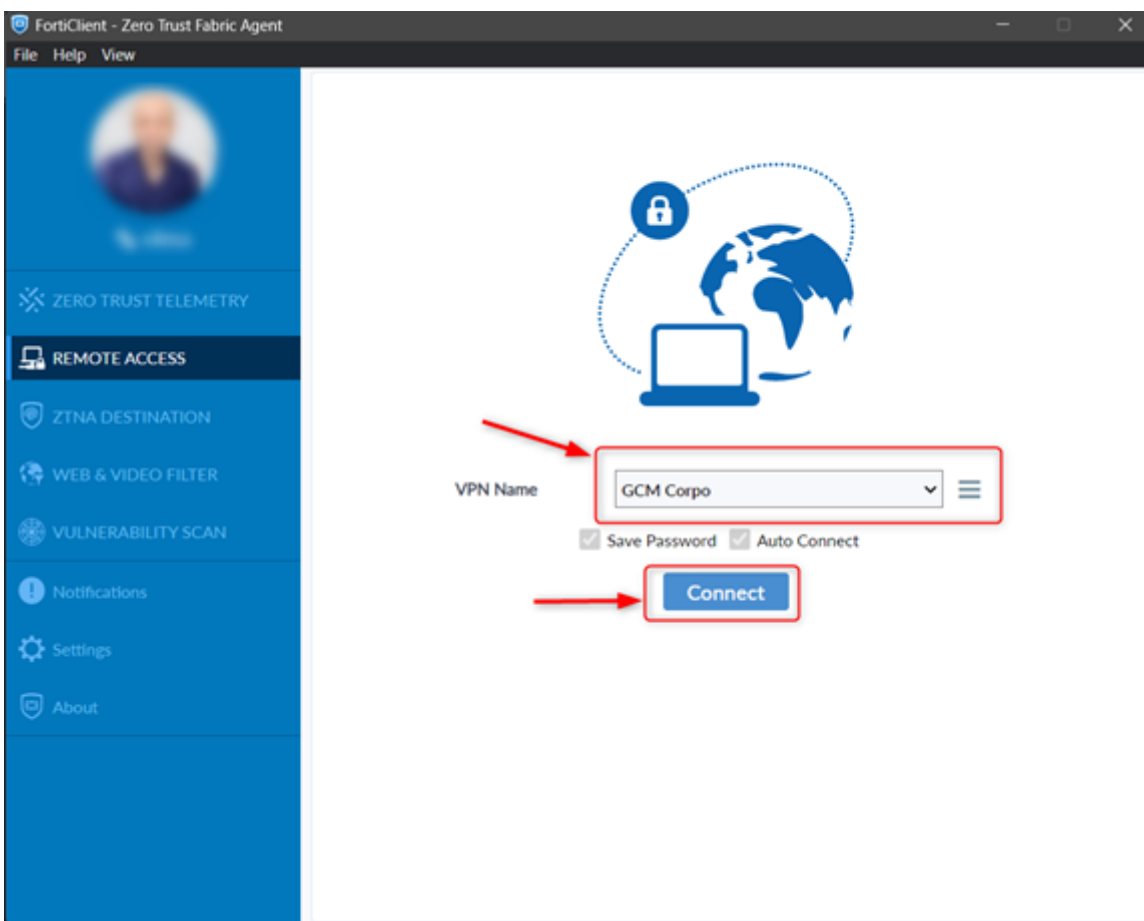 FortiClient - Zero Trust Fabric Agent
File Help View
ZERO TRUST TELEMETRY
REMOTE ACCESS
ZTNA DESTINATION
WEB & VIDEO FILTER
VULNERABILITY SCAN
Notifications
Settings
About
VPN Name GCM Corpo
Save Password Auto Connect
Connect